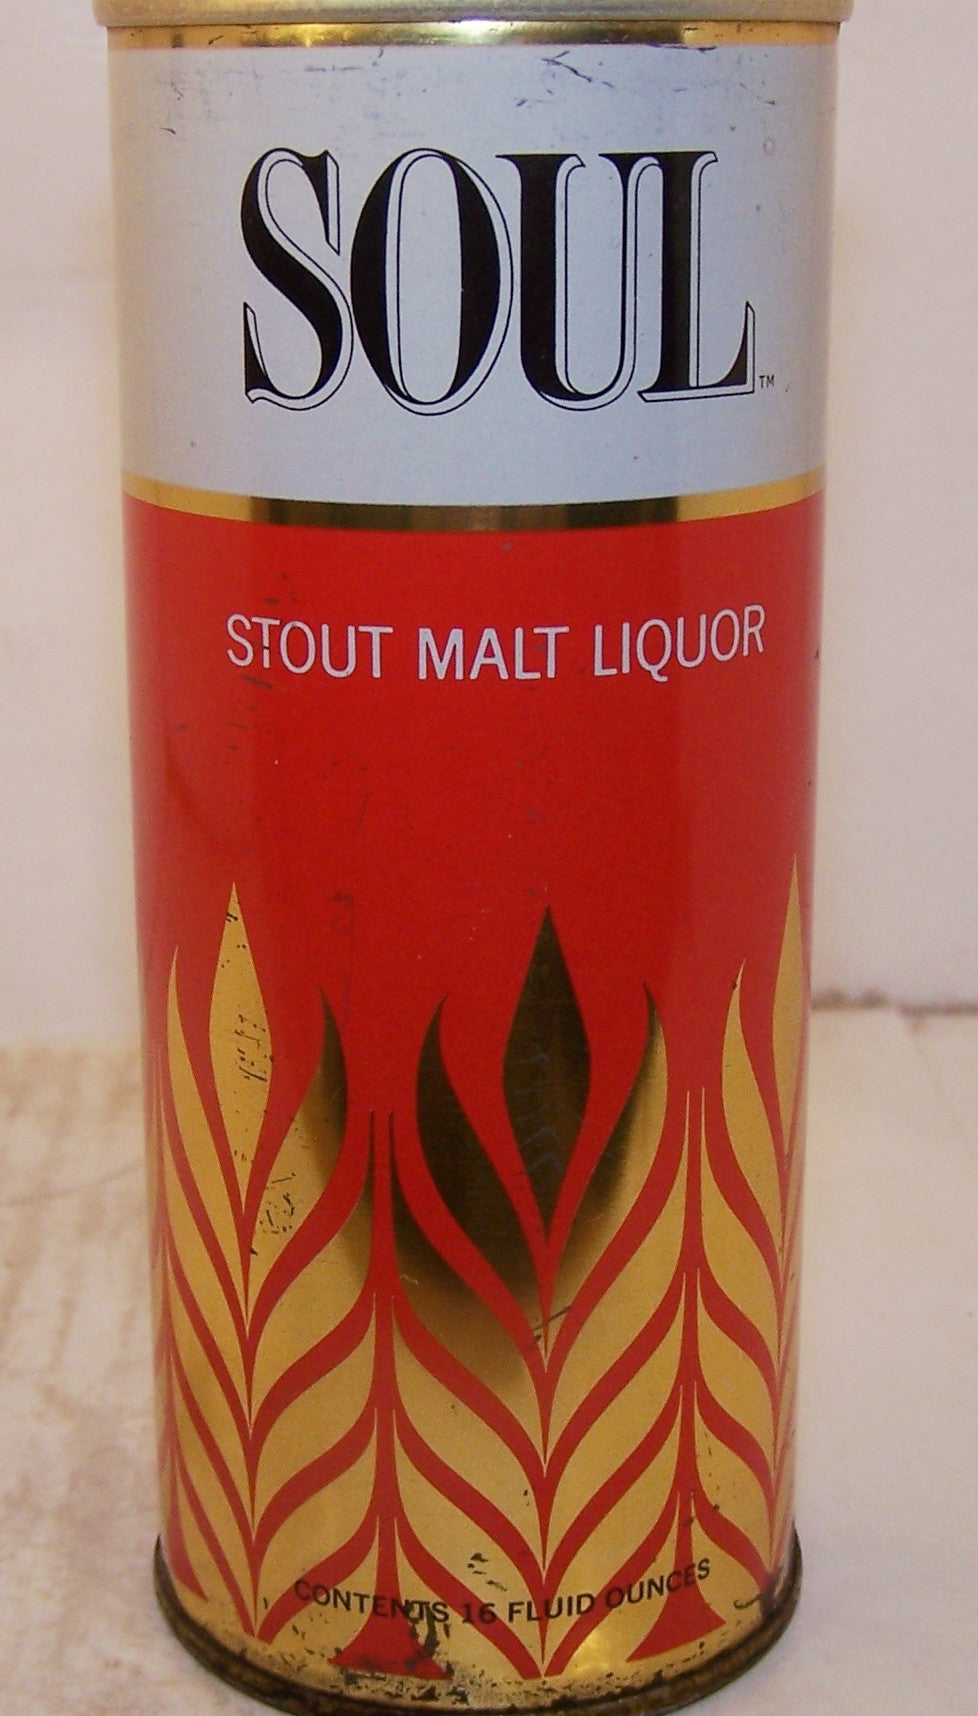 SOUL™
STOUT MALT LIQUOR
CONTENTS 16 FLUID OUNCES